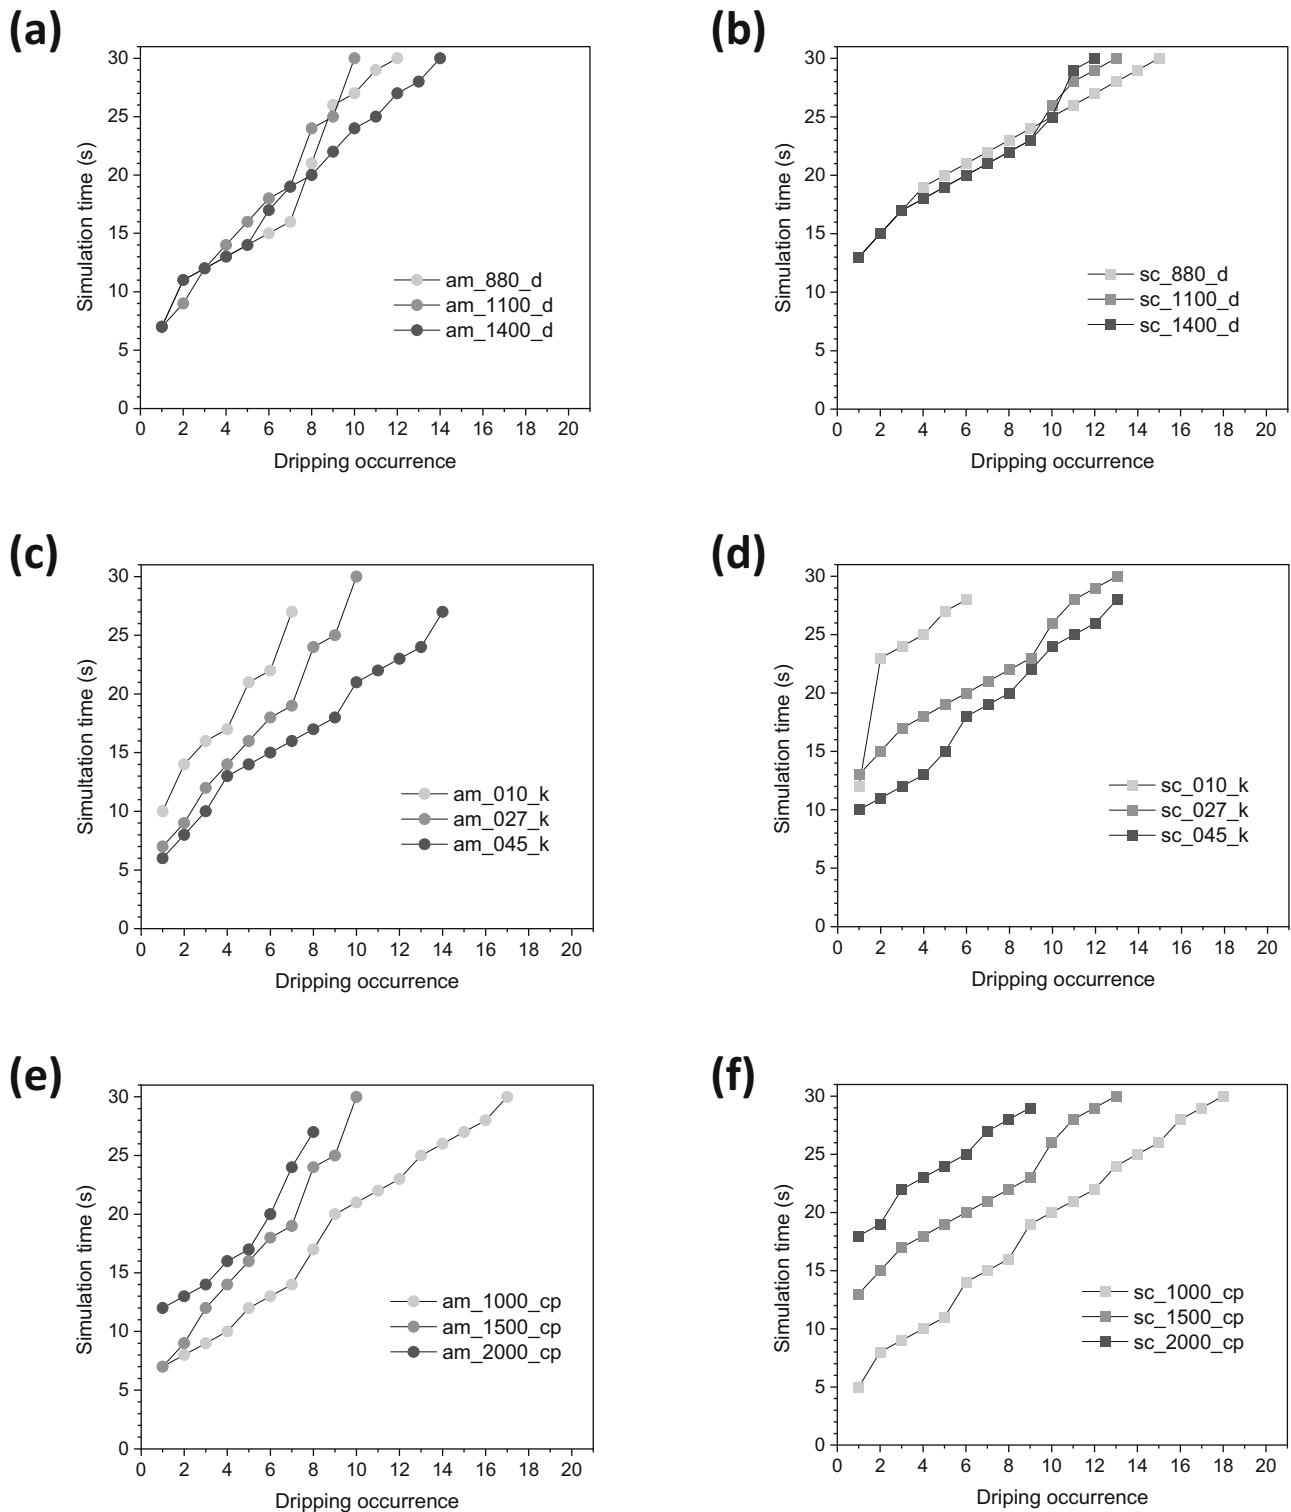 (a)
30
25
20
15
10
5
0
Simulation time (s)
am_880_d
am_1100_d
am_1400_d
0 2 4 6 8 10 12 14 16 18 20
Dripping occurrence
(b)
30
25
20
15
10
5
0
Simulation time (s)
sc_880_d
sc_1100_d
sc_1400_d
0 2 4 6 8 10 12 14 16 18 20
Dripping occurrence
(c)
30
25
20
15
10
5
0
Simultation time (s)
am_010_k
am_027_k
am_045_k
0 2 4 6 8 10 12 14 16 18 20
Dripping occurrence
(d)
30
25
20
15
10
5
0
Simulation time (s)
sc_010_k
sc_027_k
sc_045_k
0 2 4 6 8 10 12 14 16 18 20
Dripping occurrence
(e)
30
25
20
15
10
5
0
Simulation time (s)
am_1000_cp
am_1500_cp
am_2000_cp
0 2 4 6 8 10 12 14 16 18 20
Dripping occurrence
(f)
30
25
20
15
10
5
0
Simulation time (s)
sc_1000_cp
sc_1500_cp
sc_2000_cp
0 2 4 6 8 10 12 14 16 18 20
Driping occurrence